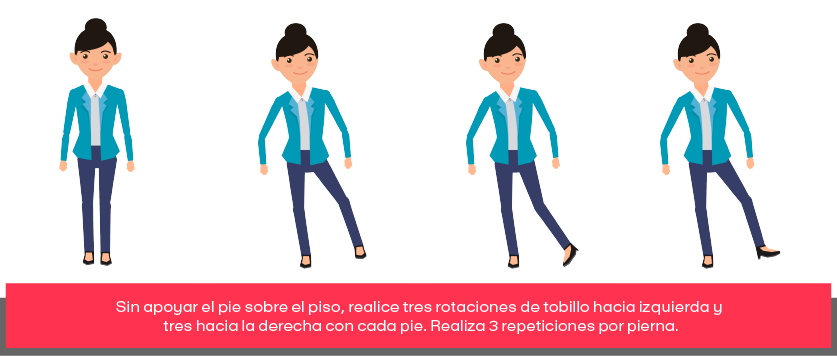 Sin apoyar el pie sobre el piso, realice tres rotaciones de tobillo hacia izquierda y
tres hacia la derecha con cada pie. Realiza 3 repeticiones por pierna.